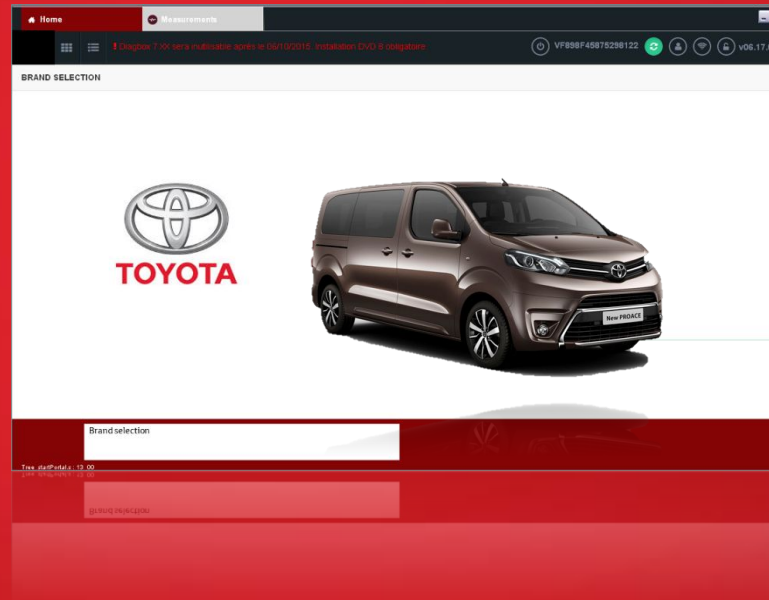 Home
Measurements
! Diagbox 7.XX sera inutilisable après le 06/10/2015. Installation DVD 8 obligatoire
VF898F45875298122
v06.17.
BRAND SELECTION
TOYOTA
New PROACE
Brand selection
Tree_startPortal.s : 13_00